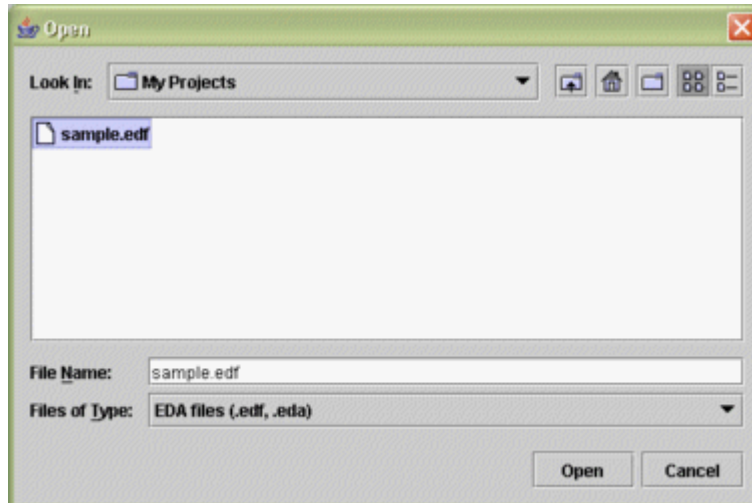 Open
Look In: My Projects
sample.edf
File Name: sample.edf
Files of Type: EDA files (.edf, .eda)
Open Cancel